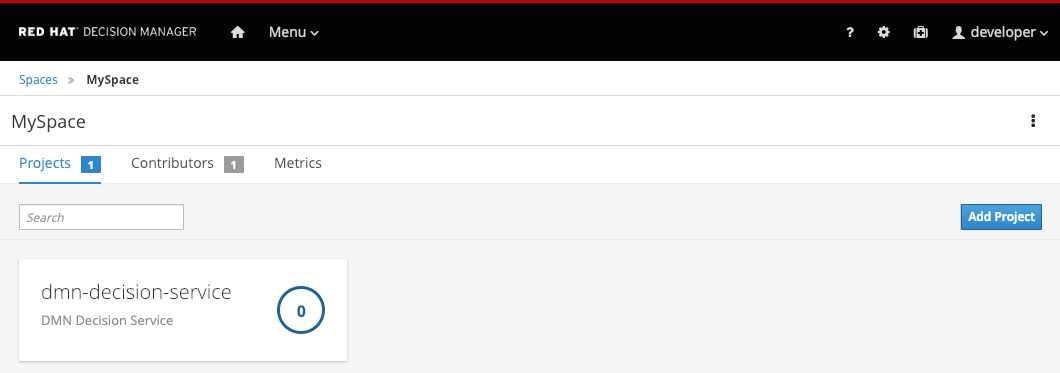 RED HAT DECISION MANAGER Menu ? developer
Spaces » MySpace
MySpace
Projects 1 Contributors 1 Metrics
Search Add Project
dmn-decision-service
0
DMN Decision Service